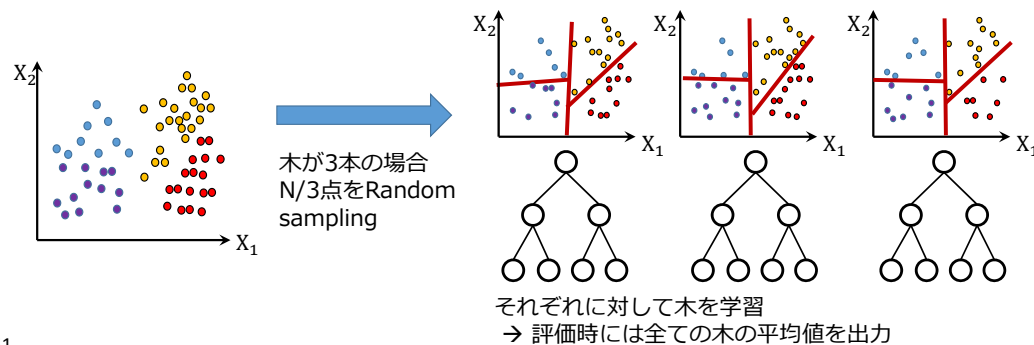 X2
X1
木が3本の場合
N/3点をRandom
sampling
X2
X1
X2
X1
X2
X1
それぞれに対して木を学習
→ 評価時には全ての木の平均値を出力
1